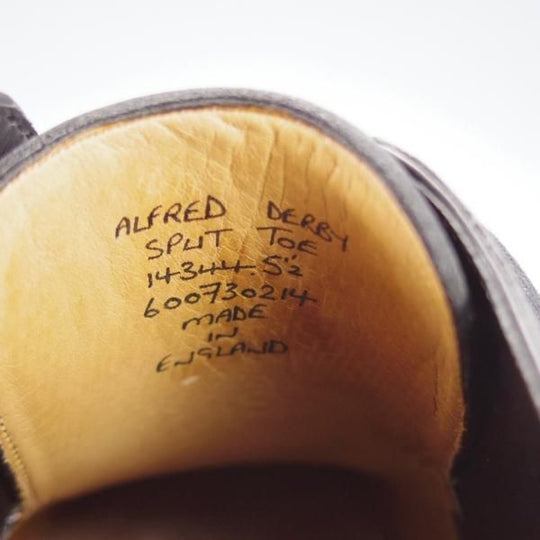 ALFRED DERBY
SPLIT TOE
14344 5½
600730214
MADE
IN
ENGLAND